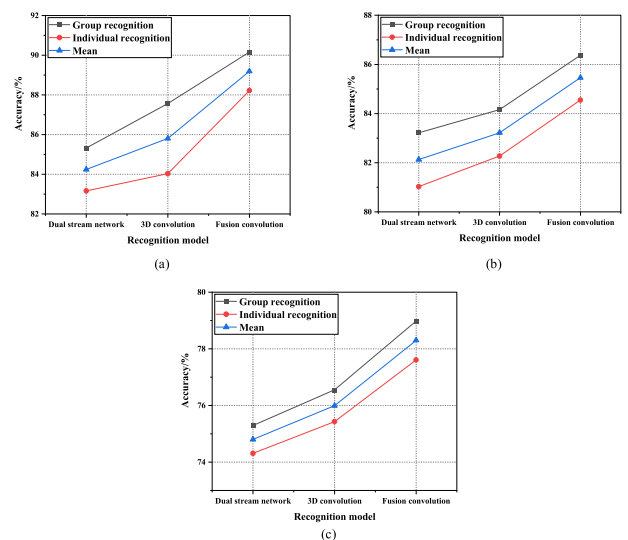 92
90
88
86
84
82
Accuracy/%
Group recognition
Individual recognition
Mean
Dual stream network 3D convolution Fusion convolution
Recognition model
(a)
88
86
84
82
80
Accuracy/%
Group recognition
Individual recognition
Mean
Dual stream network 3D convolution Fusion convolution
Recognition model
(b)
80
78
76
74
Accuracy/%
Group recognition
Individual recognition
Mean
Dual stream network 3D convolution Fusion convolution
Recognition model
(c)